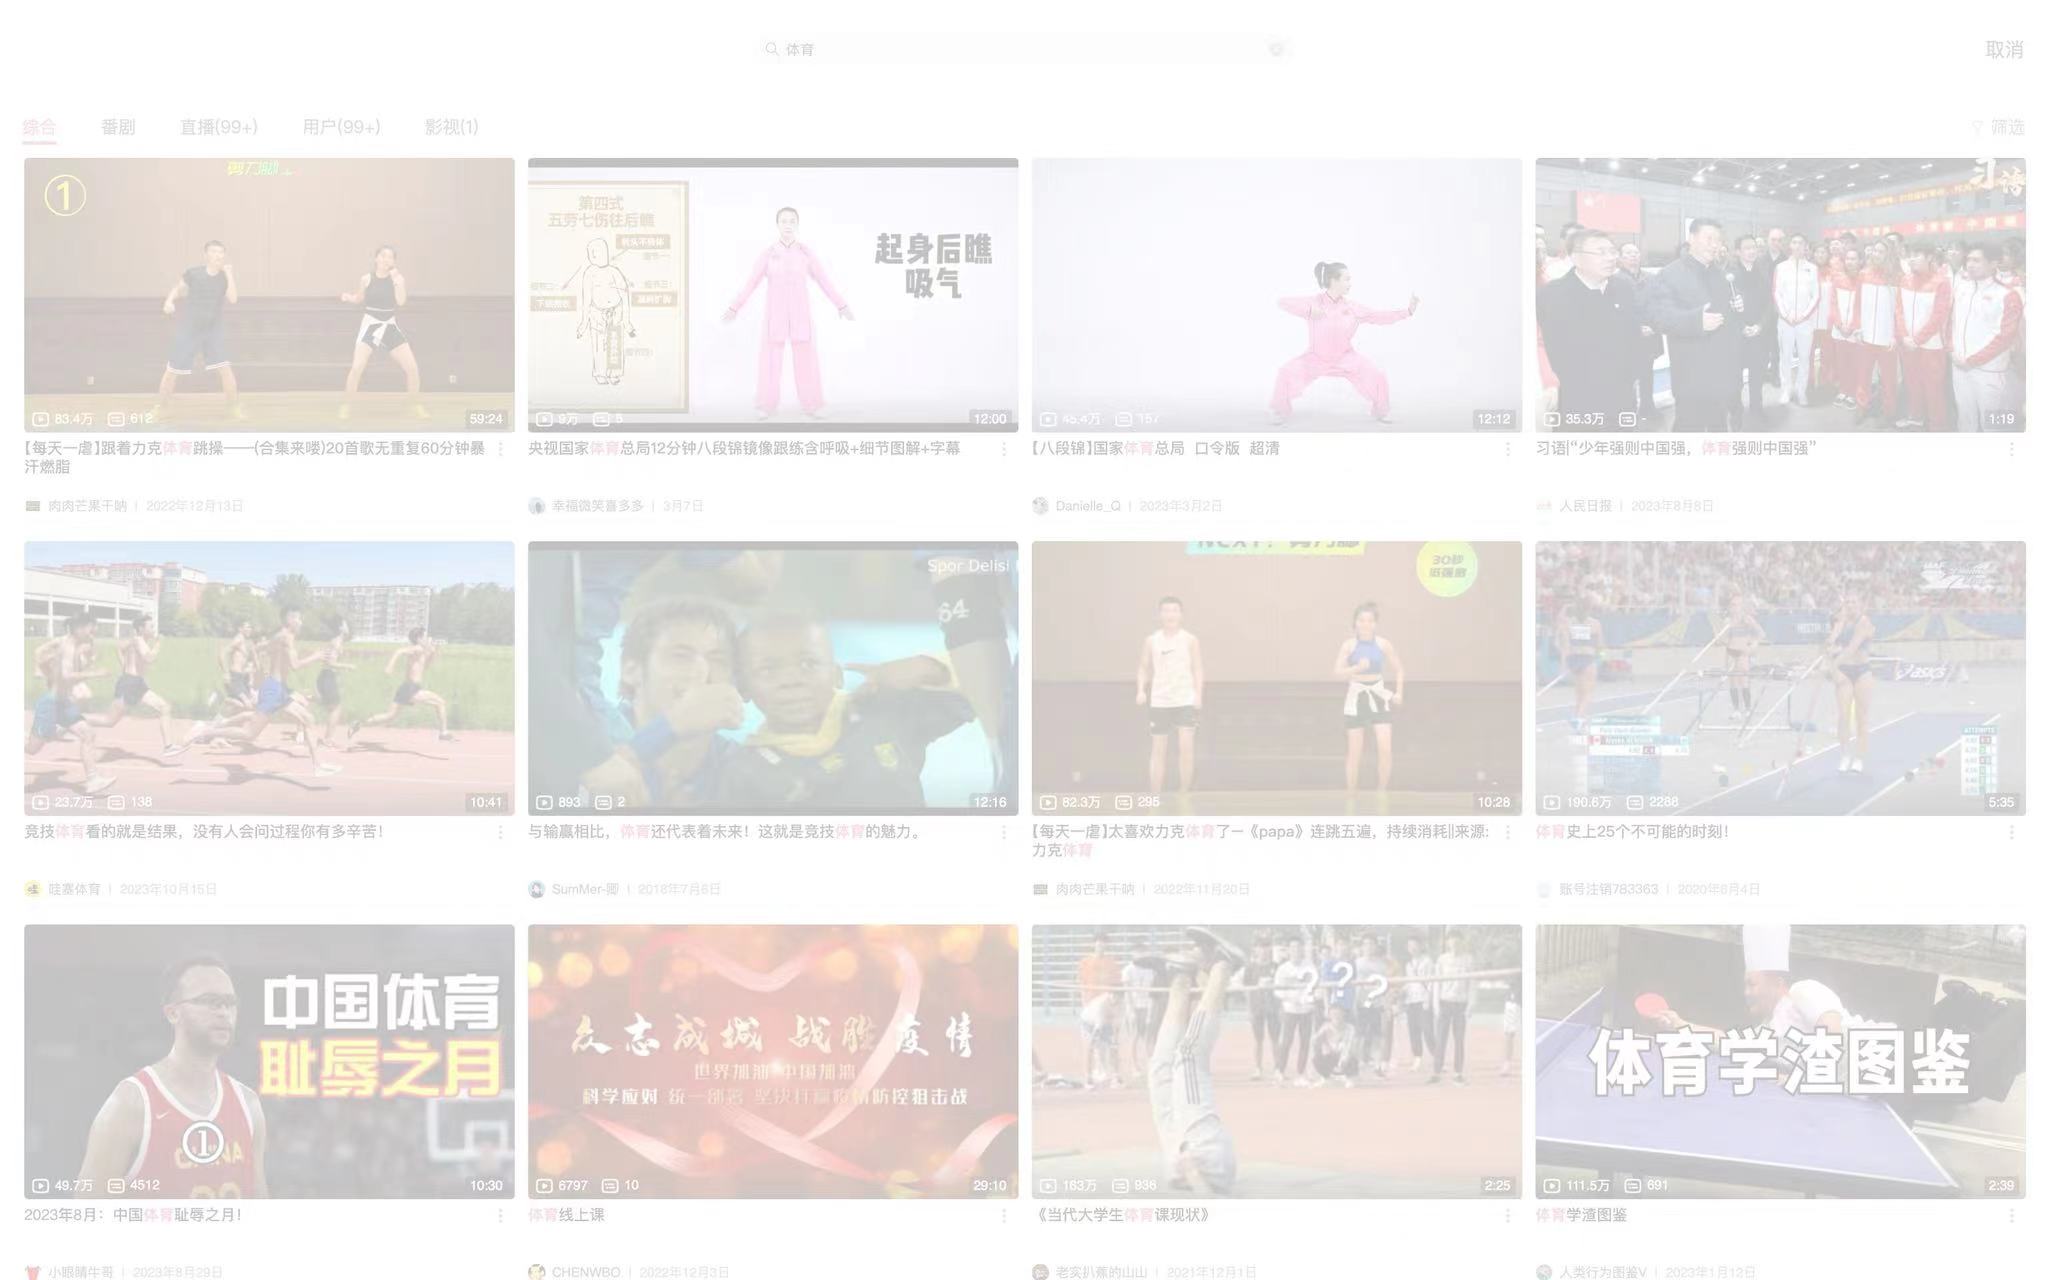 体育
取消
综合
番剧
直播(99+)
用户(99+)
影视(1)
筛选
①
第四式
五劳七伤往后瞧
转头不转体
起身后瞧
吸气
83.4万 612 59:24
9万 5 12:00
45.4万 157 12:12
35.3万 - 1:19
【每天一虐】跟着力克体育跳操——(合集来喽)20首歌无重复60分钟暴
汗燃脂
央视国家体育总局12分钟八段锦镜像跟练含呼吸+细节图解+字幕
【八段锦】国家体育总局 口令版 超清
习语|“少年强则中国强，体育强则中国强”
肉肉芒果干呐 | 2022年12月13日
幸福微笑喜多多 | 3月7日
Danielle_Q | 2023年3月2日
人民日报 | 2023年8月8日
Spor Delisi
64
30秒
asics
23.7万 138 10:41
893 2 12:16
82.3万 295 10:28
190.6万 2288 5:35
竞技体育看的就是结果，没有人会问过程你有多辛苦！
与输赢相比，体育还代表着未来！这就是竞技体育的魅力。
【每天一虐】太喜欢力克体育了—《papa》连跳五遍，持续消耗||来源:
力克体育
体育史上25个不可能的时刻！
哇塞体育 | 2023年10月15日
SumMer-卿 | 2018年7月6日
肉肉芒果干呐 | 2022年11月20日
账号注销783363 | 2020年8月4日
中国体育
耻辱之月
①
众志成城 战胜疫情
世界加油 中国加油
科学应对 统一部署 坚决打赢疫情防控狙击战
???
体育学渣图鉴
49.7万 4512 10:30
6797 10 29:10
163万 936 2:25
111.5万 691 2:39
2023年8月：中国体育耻辱之月！
体育线上课
《当代大学生体育课现状》
体育学渣图鉴
小眼睛牛哥 | 2023年8月29日
CHENWBO | 2022年12月3日
老实扒蕉的山山 | 2021年12月1日
人类行为图鉴V | 2023年1月12日